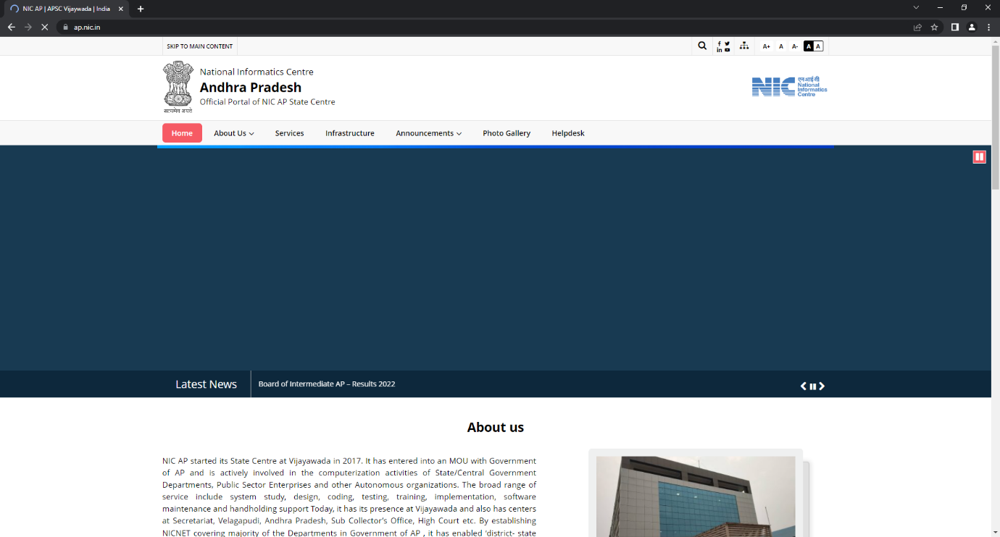 NIC AP | APSC Vijaywada | India
ap.nic.in
SKIP TO MAIN CONTENT
A+ A A- A A
National Informatics Centre
Andhra Pradesh
Official Portal of NIC AP State Centre
सत्यमेव जयते
NIC
एनआईसी
National
Informatics
Centre
Home About Us Services Infrastructure Announcements Photo Gallery Helpdesk
Latest News
Board of Intermediate AP – Results 2022
About us
NIC AP started its State Centre at Vijayawada in 2017. It has entered into an MOU with Government
of AP and is actively involved in the computerization activities of State/Central Government
Departments, Public Sector Enterprises and other Autonomous organizations. The broad range of
service include system study, design, coding, testing, training, implementation, software
maintenance and handholding support Today, it has its presence at Vijayawada and also has centers
at Secretariat, Velagapudi, Andhra Pradesh, Sub Collector’s Office, High Court etc. By establishing
NICNET covering majority of the Departments in Government of AP , it has enabled ‘district- state